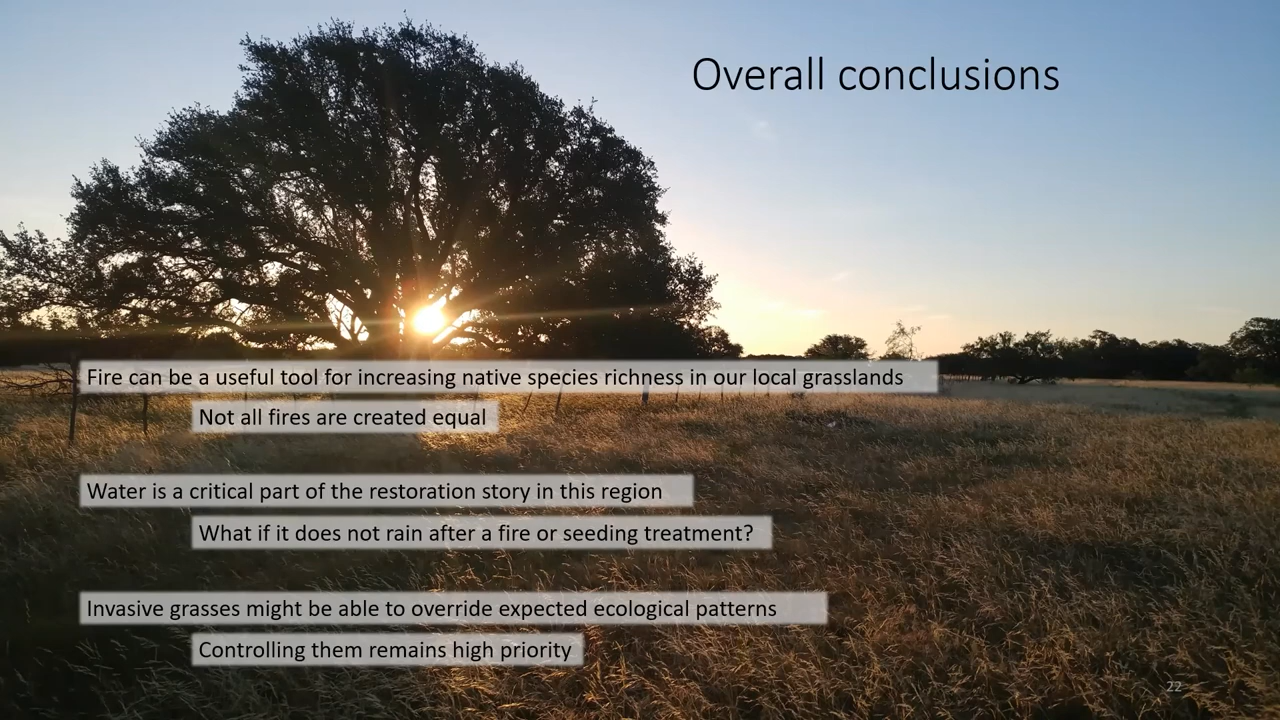 Overall conclusions
Fire can be a useful tool for increasing native species richness in our local grasslands
Not all fires are created equal
Water is a critical part of the restoration story in this region
What if it does not rain after a fire or seeding treatment?
Invasive grasses might be able to override expected ecological patterns
Controlling them remains high priority
22